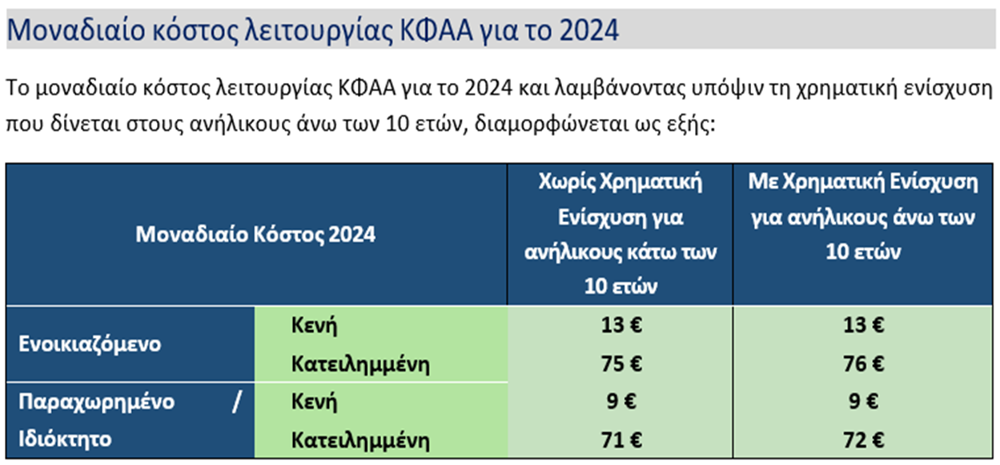 Μοναδιαίο κόστος λειτουργίας ΚΦΑΑ για το 2024
Το μοναδιαίο κόστος λειτουργίας ΚΦΑΑ για το 2024 και λαμβάνοντας υπόψιν τη χρηματική ενίσχυση
που δίνεται στους ανήλικους άνω των 10 ετών, διαμορφώνεται ως εξής:
Μοναδιαίο Κόστος 2024
Χωρίς Χρηματική
Ενίσχυση για
ανήλικους κάτω των
10 ετών
Με Χρηματική Ενίσχυση
για ανήλικους άνω των
10 ετών
Ενοικιαζόμενο
Κενή 13 € 13 €
Κατειλημμένη 75 € 76 €
Παραχωρημένο /
Ιδιόκτητο
Κενή 9 € 9 €
Κατειλημμένη 71 € 72 €